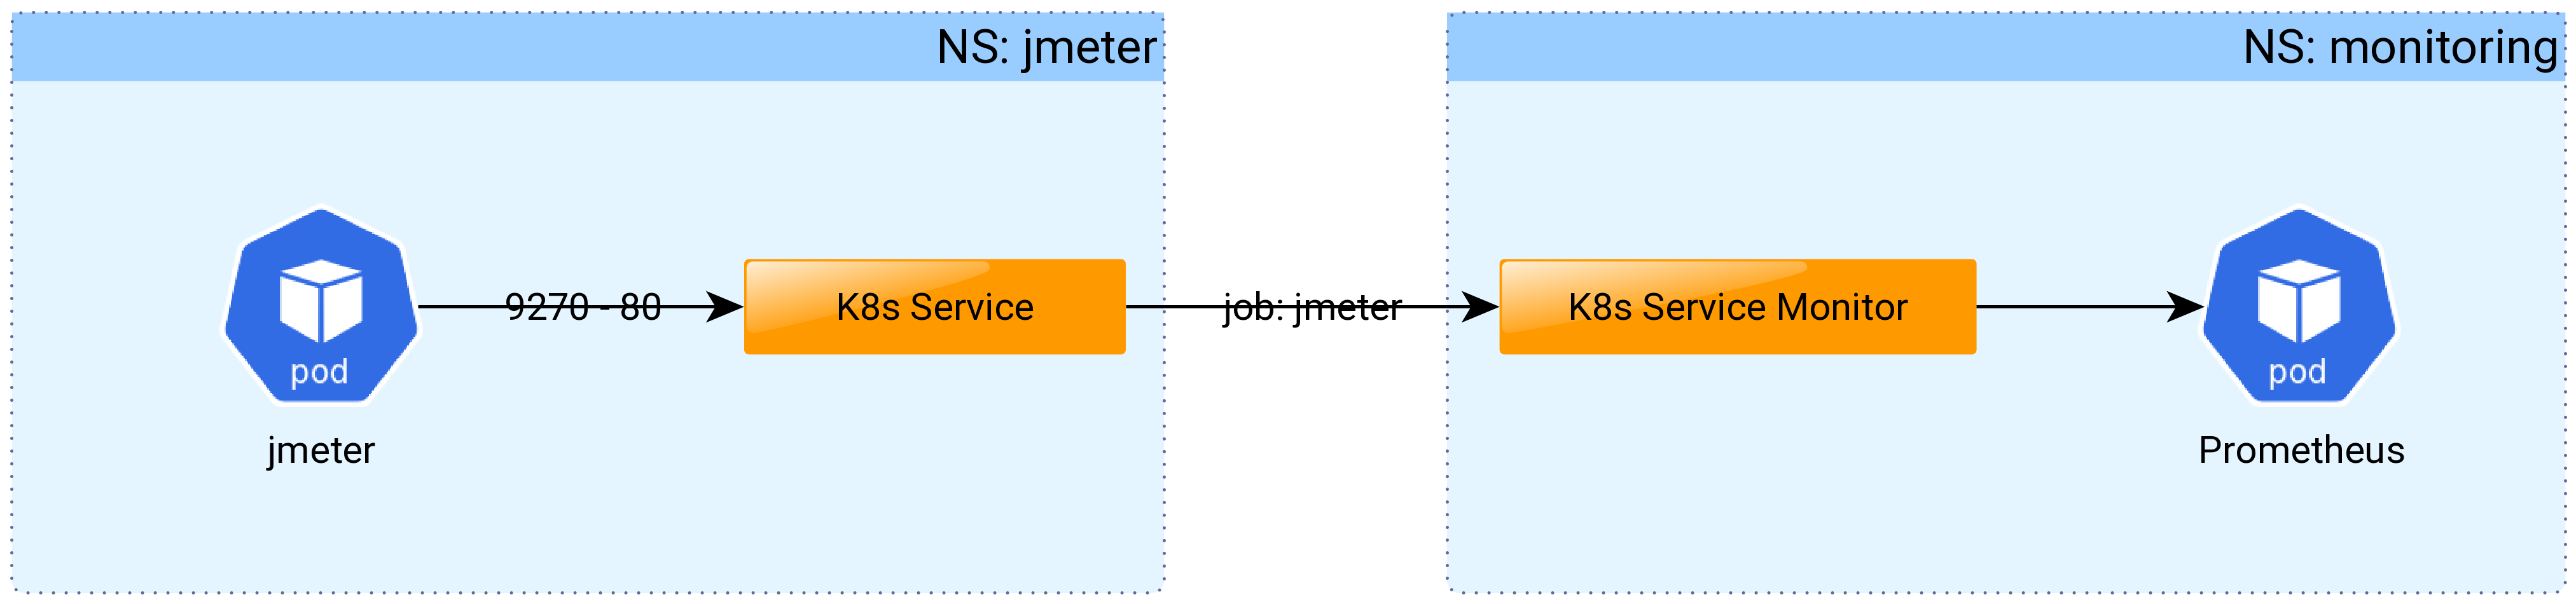 NS: jmeter
NS: monitoring
9270 - 80
K8s Service
job: jmeter
K8s Service Monitor
pod
pod
jmeter
Prometheus